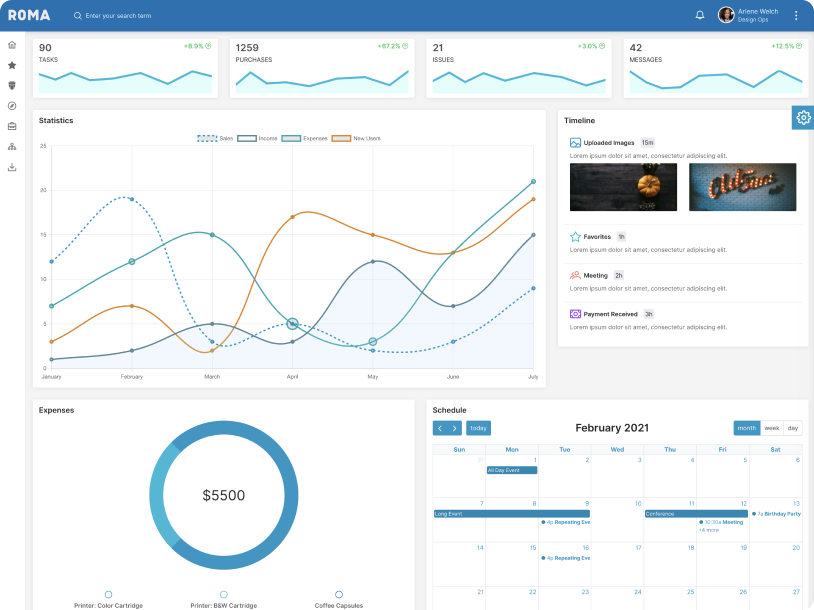 ROMA
Enter your search term
Arlene Welch
Design Ops
90
+8.9%
TASKS
1259
+67.2%
PURCHASES
21
+3.0%
ISSUES
42
+12.5%
MESSAGES
Statistics
Sales Income Expenses New Users
25
20
15
10
5
0
January February March April May June July
Timeline
Uploaded Images 15m
Lorem ipsum dolor sit amet, consectetur adipiscing elit.
Favorites 1h
Lorem ipsum dolor sit amet, consectetur adipiscing elit.
Meeting 2h
Lorem ipsum dolor sit amet, consectetur adipiscing elit.
Payment Received 3h
Lorem ipsum dolor sit amet, consectetur adipiscing elit.
Expenses
$5500
Printer: Color Cartridge Printer: B&W Cartridge Coffee Capsules
Schedule
today
February 2021
month week day
Sun Mon Tue Wed Thu Fri Sat
1 2 3 4 5 6
All Day Event
7 8 9 10 11 12 13
Long Event Conference 7a Birthday Party
4p Repeating Eve 10:30a Meeting
+4 more
14 15 16 17 18 19 20
4p Repeating Eve
21 22 23 24 25 26 27